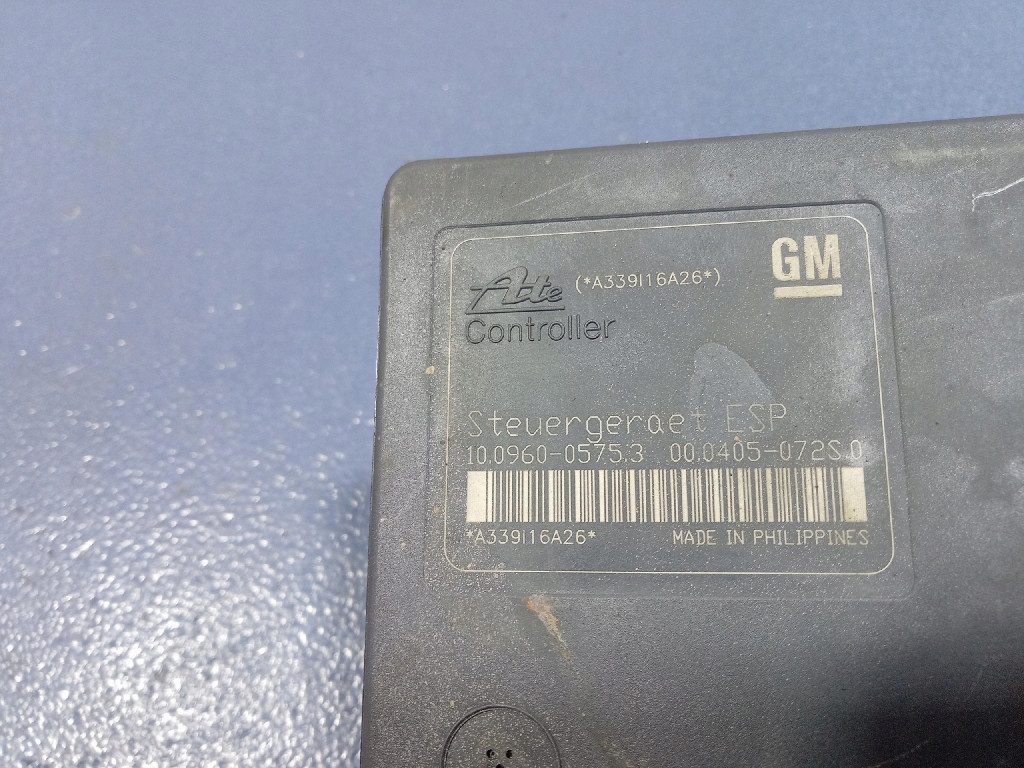 Ate (*A339I16A26*) GM
Controller
Steuergeraet ESP
10.0960-0575.3 00.0405-072S.0
*A339I16A26* MADE IN PHILIPPINES